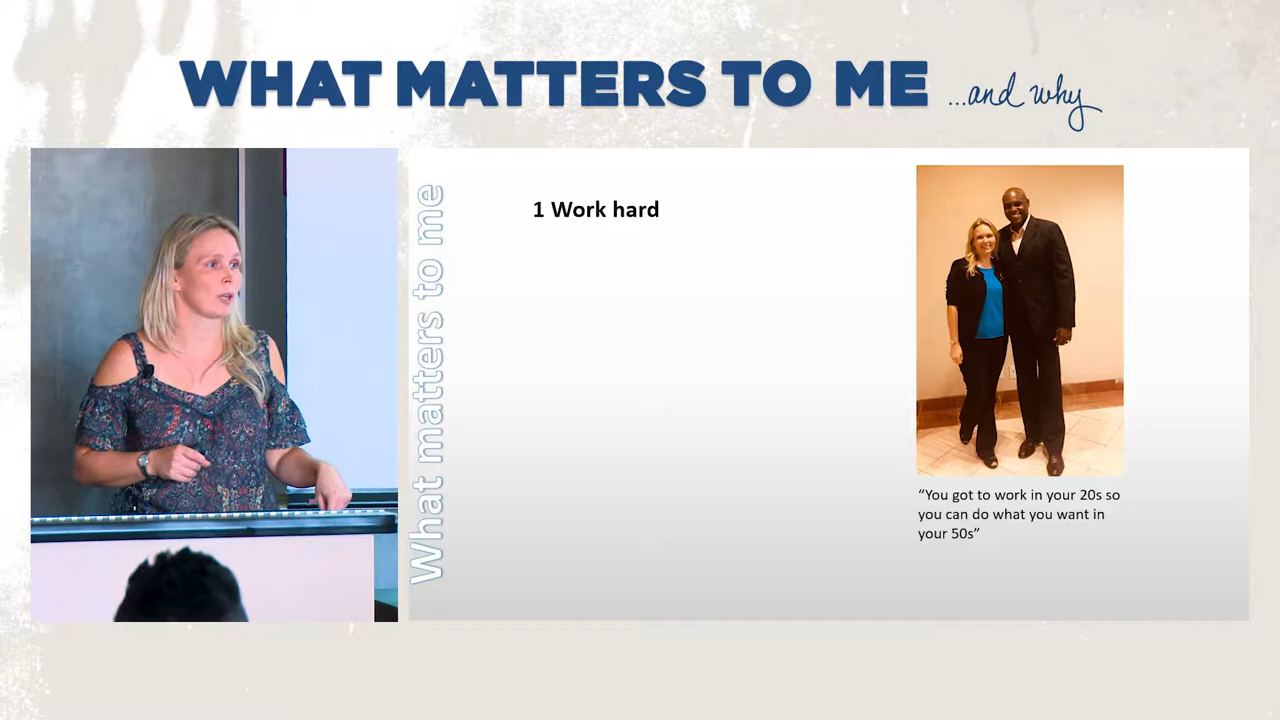 WHAT MATTERS TO ME ...and why
What matters to me
1 Work hard
“You got to work in your 20s so
you can do what you want in
your 50s”